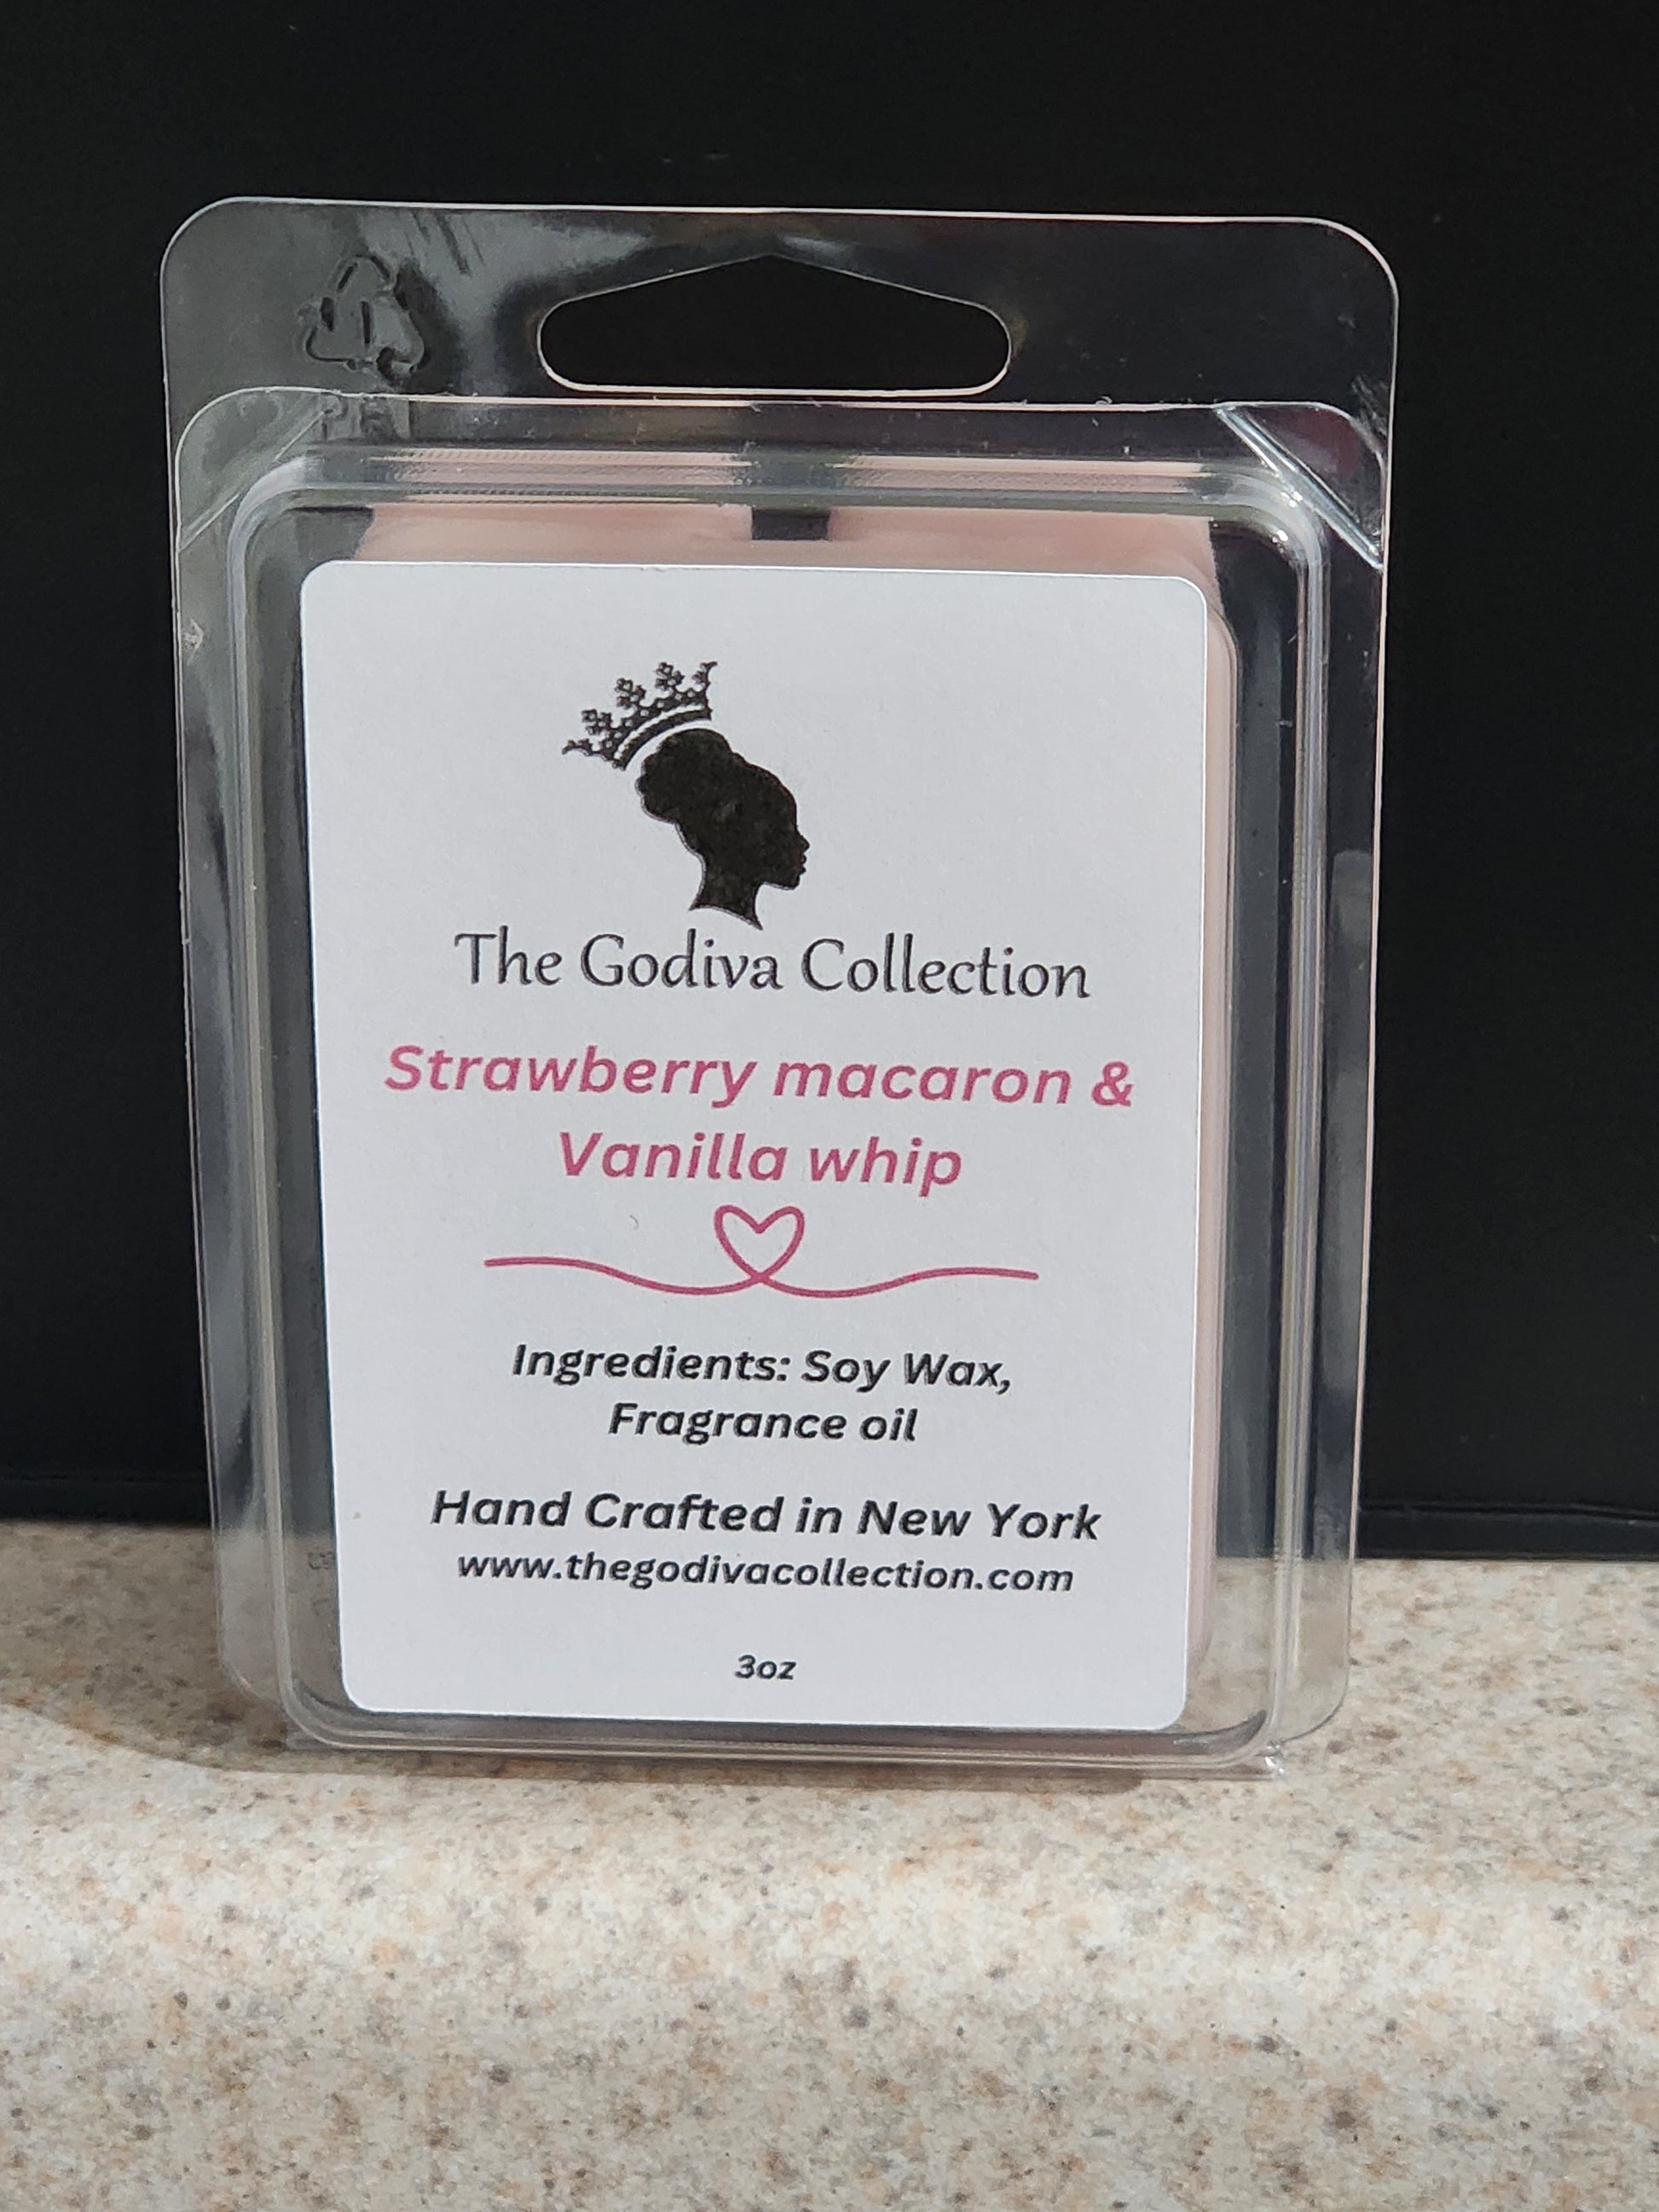 The Godiva Collection
Strawberry macaron &
Vanilla whip
Ingredients: Soy Wax,
Fragrance oil
Hand Crafted in New York
www.thegodivacollection.com
3oz